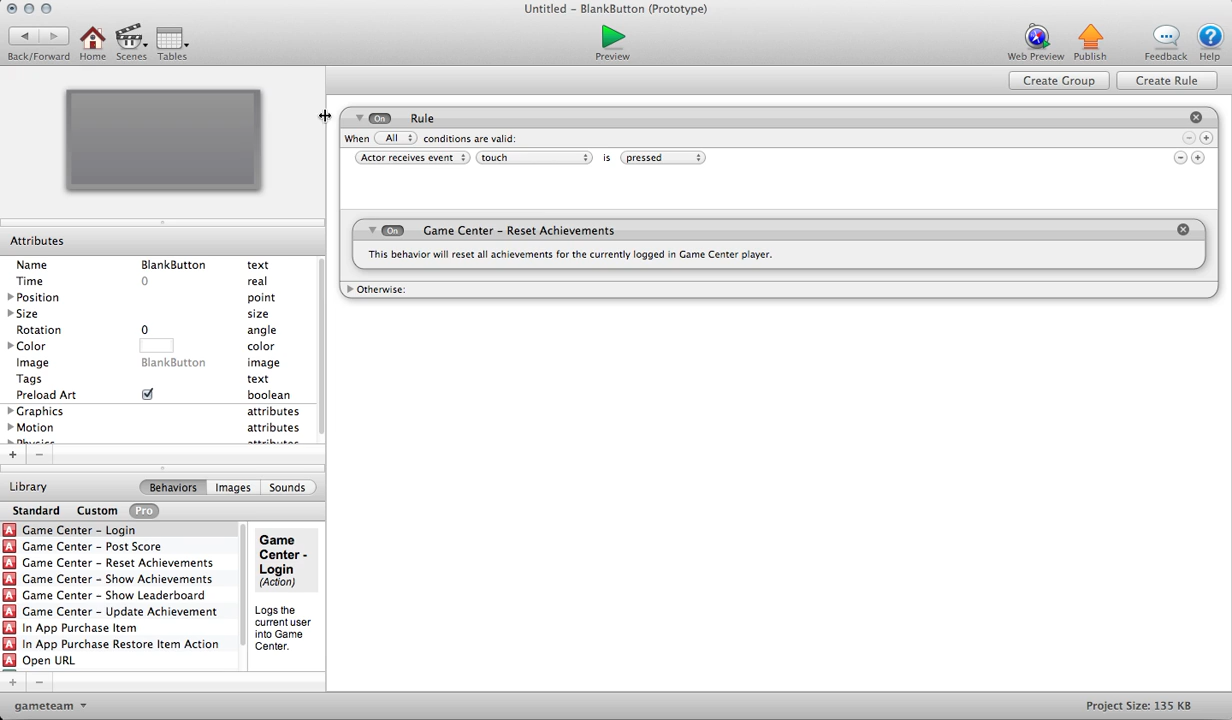 Untitled – BlankButton (Prototype)
Back/Forward Home Scenes Tables Preview Web Preview Publish Feedback Help
Create Group Create Rule
On Rule
When All conditions are valid:
Actor receives event touch is pressed
On Game Center – Reset Achievements
This behavior will reset all achievements for the currently logged in Game Center player.
Otherwise:
Attributes
Name BlankButton text
Time 0 real
Position point
Size size
Rotation 0 angle
Color color
Image BlankButton image
Tags text
Preload Art boolean
Graphics attributes
Motion attributes
Physics attributes
Library Behaviors Images Sounds
Standard Custom Pro
Game Center – Login
Game Center – Post Score
Game Center – Reset Achievements
Game Center – Show Achievements
Game Center – Show Leaderboard
Game Center – Update Achievement
In App Purchase Item
In App Purchase Restore Item Action
Open URL
Game
Center -
Login
(Action)
Logs the
current user
into Game
Center.
gameteam
Project Size: 135 KB